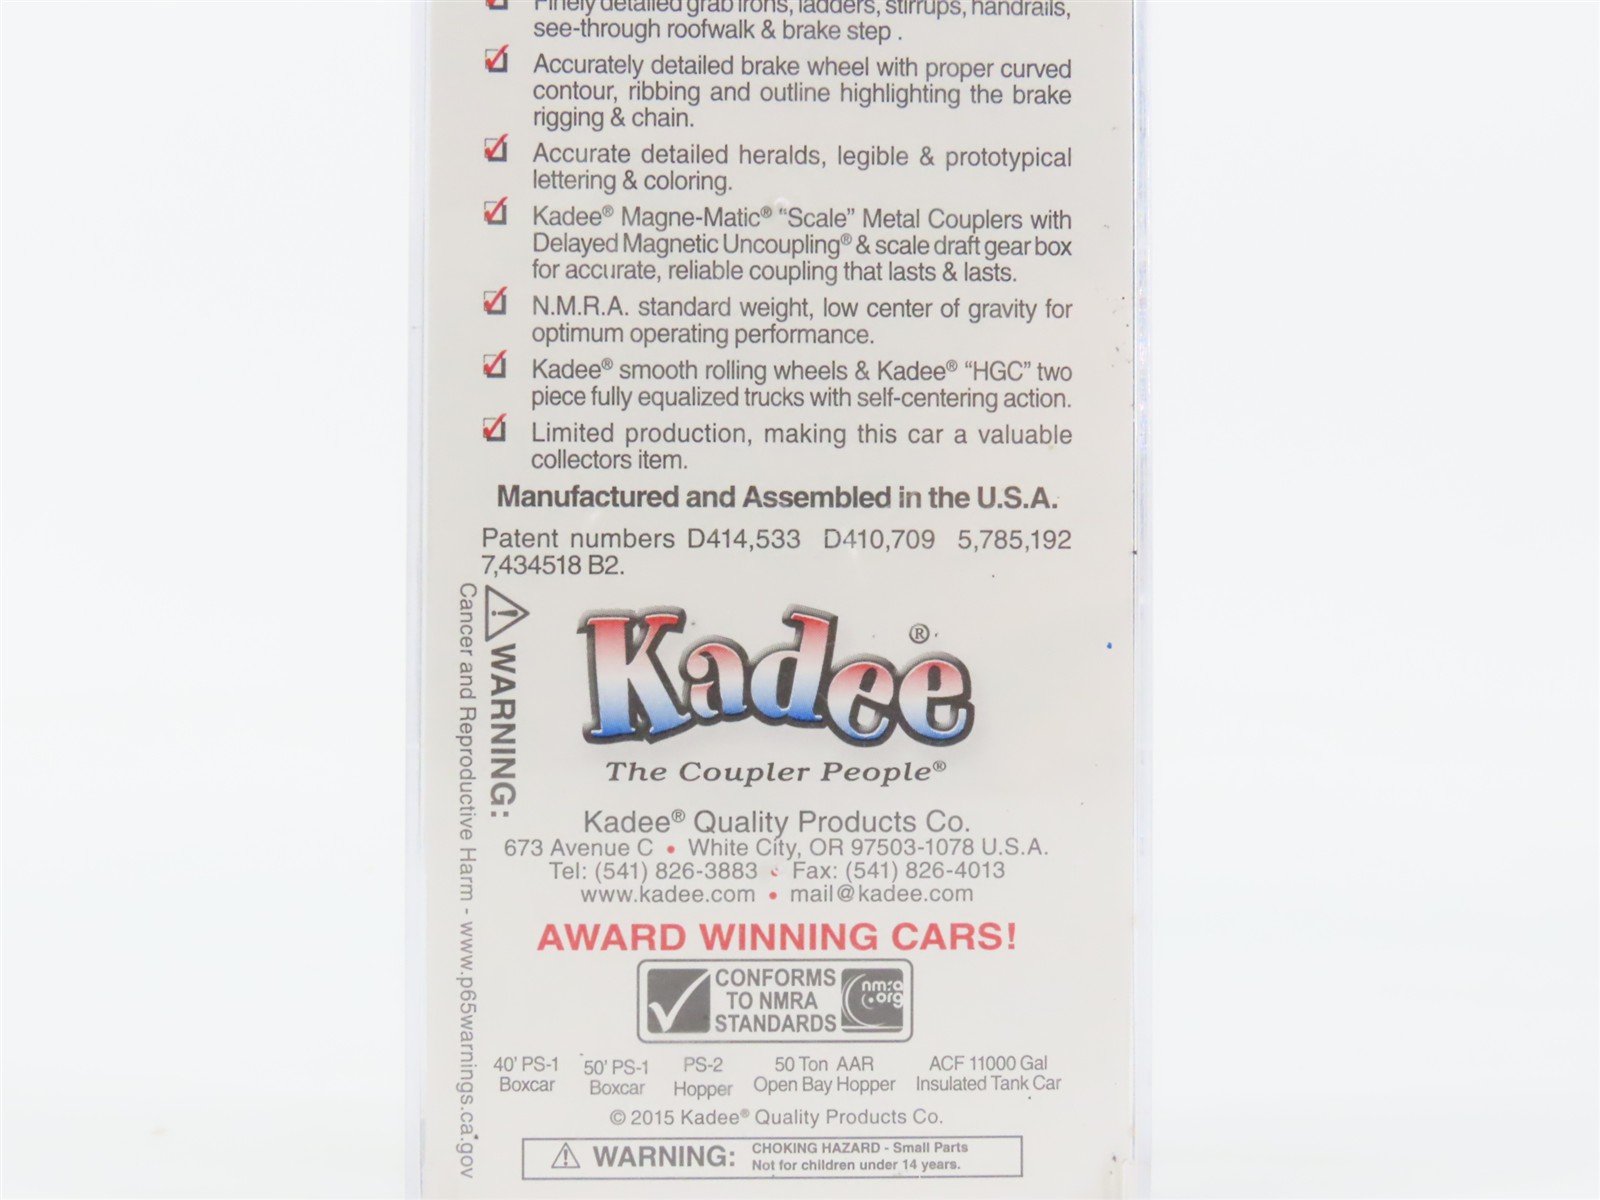 Finely detailed grab irons, ladders, stirrups, handrails,
see-through roofwalk & brake step .
Accurately detailed brake wheel with proper curved
contour, ribbing and outline highlighting the brake
rigging & chain.
Accurate detailed heralds, legible & prototypical
lettering & coloring.
Kadee® Magne-Matic® “Scale” Metal Couplers with
Delayed Magnetic Uncoupling® & scale draft gear box
for accurate, reliable coupling that lasts & lasts.
N.M.R.A. standard weight, low center of gravity for
optimum operating performance.
Kadee® smooth rolling wheels & Kadee® “HGC” two
piece fully equalized trucks with self-centering action.
Limited production, making this car a valuable
collectors item.
Manufactured and Assembled in the U.S.A.
Patent numbers D414,533 D410,709 5,785,192
7,434518 B2.
WARNING:
Cancer and Reproductive Harm - www.p65warnings.ca.gov
Kadee®
The Coupler People®
Kadee® Quality Products Co.
673 Avenue C • White City, OR 97503-1078 U.S.A.
Tel: (541) 826-3883 • Fax: (541) 826-4013
www.kadee.com • mail@kadee.com
AWARD WINNING CARS!
CONFORMS
TO NMRA
STANDARDS
nmra
.org
40' PS-1
Boxcar
50' PS-1
Boxcar
PS-2
Hopper
50 Ton AAR
Open Bay Hopper
ACF 11000 Gal
Insulated Tank Car
© 2015 Kadee® Quality Products Co.
WARNING: CHOKING HAZARD - Small Parts
Not for children under 14 years.